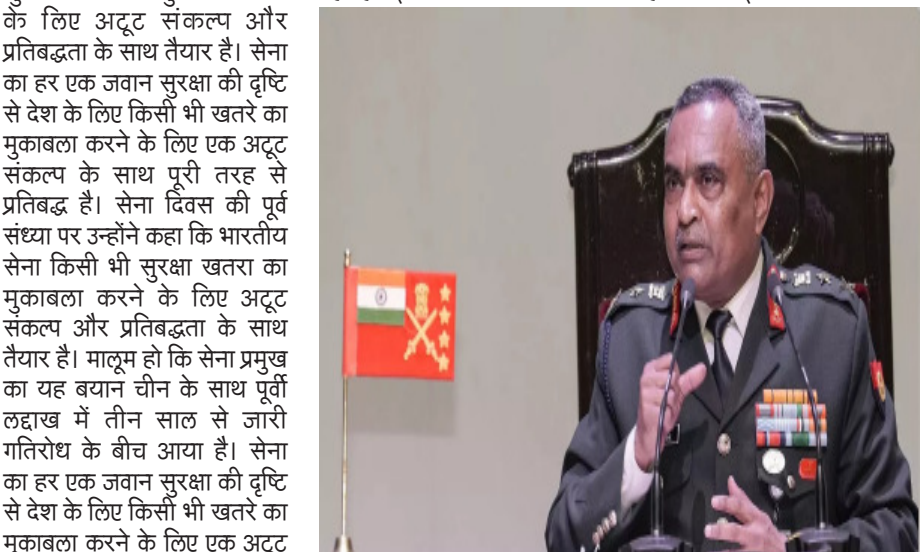 के लिए अटूट संकल्प और
प्रतिबद्धता के साथ तैयार है। सेना
का हर एक जवान सुरक्षा की दृष्टि
से देश के लिए किसी भी खतरे का
मुकाबला करने के लिए एक अटूट
संकल्प के साथ पूरी तरह से
प्रतिबद्ध है। सेना दिवस की पूर्व
संध्या पर उन्होंने कहा कि भारतीय
सेना किसी भी सुरक्षा खतरा का
मुकाबला करने के लिए अटूट
संकल्प और प्रतिबद्धता के साथ
तैयार है। मालूम हो कि सेना प्रमुख
का यह बयान चीन के साथ पूर्वी
लद्दाख में तीन साल से जारी
गतिरोध के बीच आया है। सेना
का हर एक जवान सुरक्षा की दृष्टि
से देश के लिए किसी भी खतरे का
मुकाबला करने के लिए एक अटूट